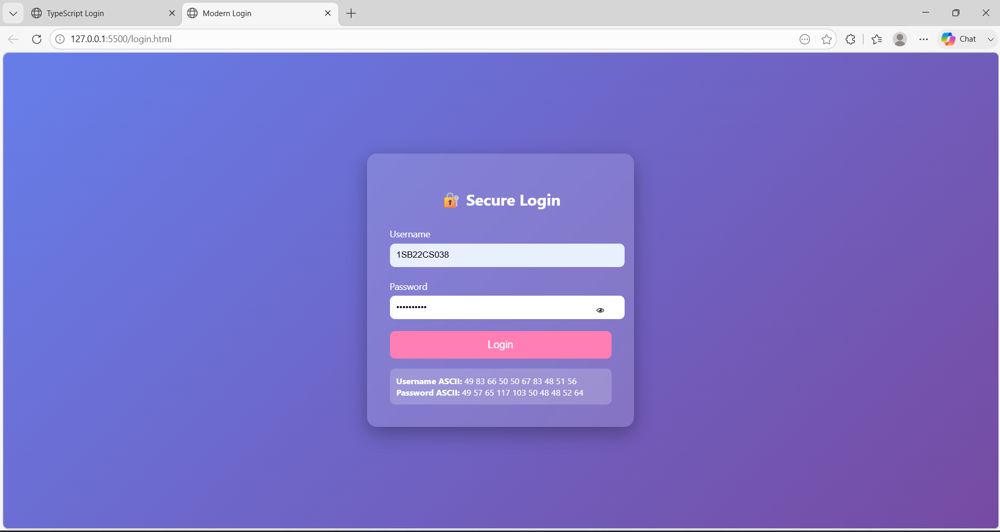 TypeScript Login
Modern Login
127.0.0.1:5500/login.html
Chat
Secure Login
Username
1SB22CS038
Password
••••••••••
Login
Username ASCII: 49 83 66 50 50 67 83 48 51 56
Password ASCII: 49 57 65 117 103 50 48 48 52 64